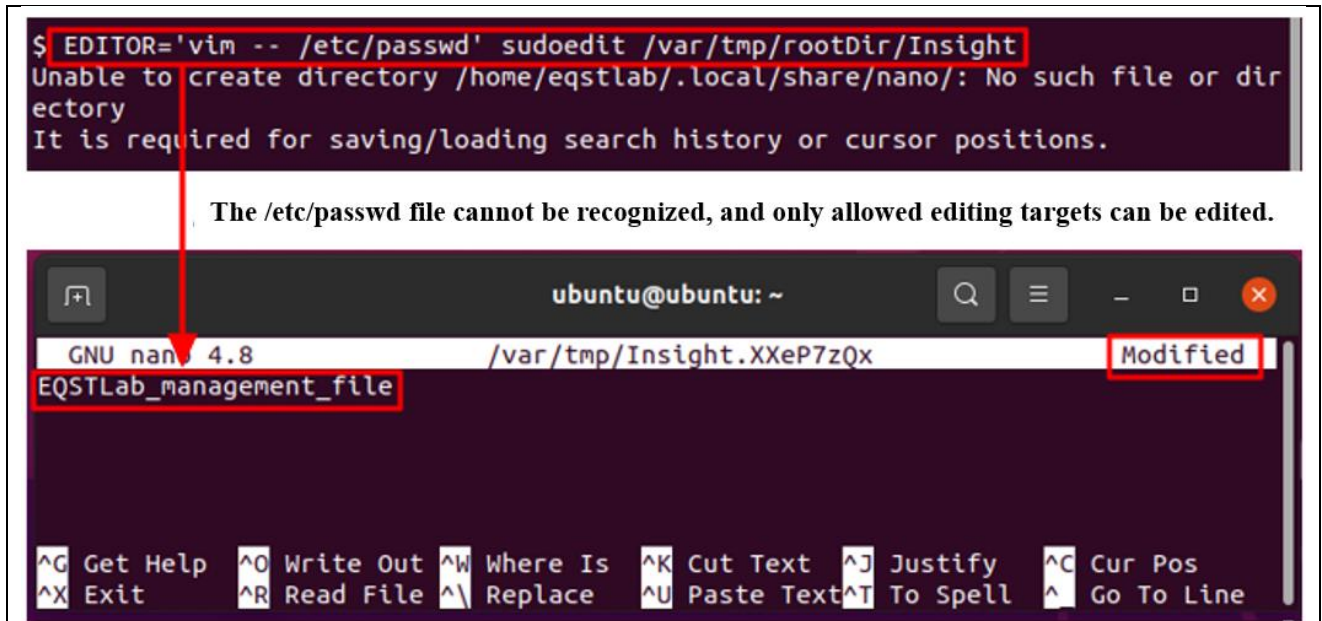 $ EDITOR='vim -- /etc/passwd' sudoedit /var/tmp/rootDir/Insight
Unable to create directory /home/eqstlab/.local/share/nano/: No such file or dir
ectory
It is required for saving/loading search history or cursor positions.
The /etc/passwd file cannot be recognized, and only allowed editing targets can be edited.
ubuntu@ubuntu: ~
GNU nano 4.8 /var/tmp/Insight.XXeP7zQx Modified
EQSTLab_management_file
^G Get Help ^O Write Out ^W Where Is ^K Cut Text ^J Justify ^C Cur Pos
^X Exit ^R Read File ^\ Replace ^U Paste Text ^T To Spell ^_ Go To Line